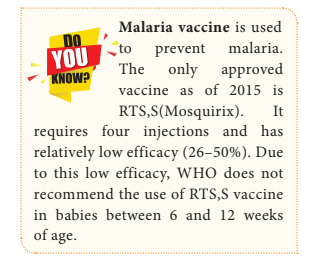 DO
YOU
KNOW?
Malaria vaccine is used
to prevent malaria.
The only approved
vaccine as of 2015 is
RTS,S(Mosquirix). It
requires four injections and has
relatively low efficacy (26–50%). Due
to this low efficacy, WHO does not
recommend the use of RTS,S vaccine
in babies between 6 and 12 weeks
of age.